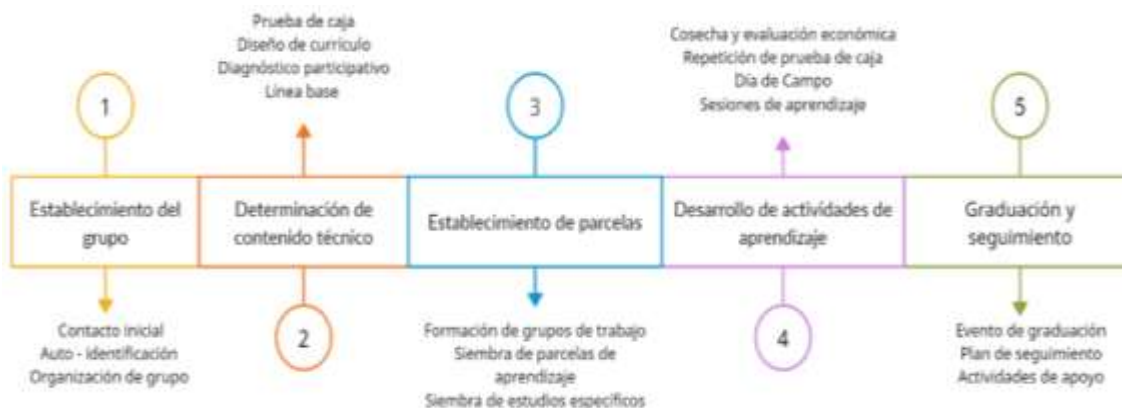 Prueba de caja
Diseño de currículo
Diagnóstico participativo
Línea base
Cosecha y evaluación económica
Repetición de prueba de caja
Día de Campo
Sesiones de aprendizaje
1
3
5
Establecimiento del
grupo
Determinación de
contenido técnico
Establecimiento de parcelas
Desarrollo de actividades de
aprendizaje
Graduación y
seguimiento
2
4
Contacto inicial
Auto - identificación
Organización de grupo
Formación de grupos de trabajo
Siembra de parcelas de
aprendizaje
Siembra de estudios específicos
Evento de graduación
Plan de seguimiento
Actividades de apoyo